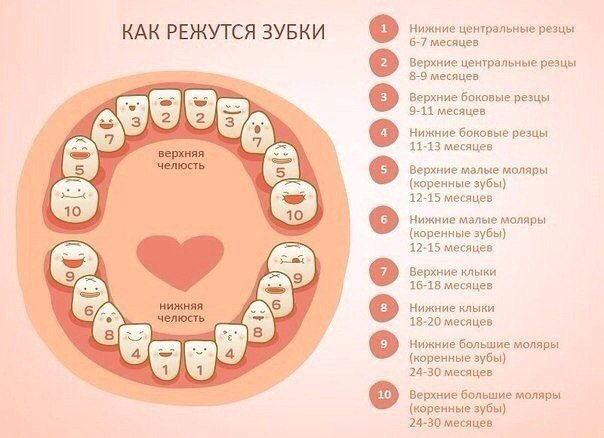 КАК РЕЖУТСЯ ЗУБКИ
2 2
3 3
7 7
5 5
10 10
верхняя
челюсть
нижняя
челюсть
9 9
6 6
8 8
4 4
1 1
1 Нижние центральные резцы
6-7 месяцев
2 Верхние центральные резцы
8-9 месяцев
3 Верхние боковые резцы
9-11 месяцев
4 Нижние боковые резцы
11-13 месяцев
5 Верхние малые моляры
(коренные зубы)
12-15 месяцев
6 Нижние малые моляры
(коренные зубы)
12-15 месяцев
7 Верхние клыки
16-18 месяцев
8 Нижние клыки
18-20 месяцев
9 Нижние большие моляры
(коренные зубы)
24-30 месяцев
10 Верхние большие моляры
(коренные зубы)
24-30 месяцев